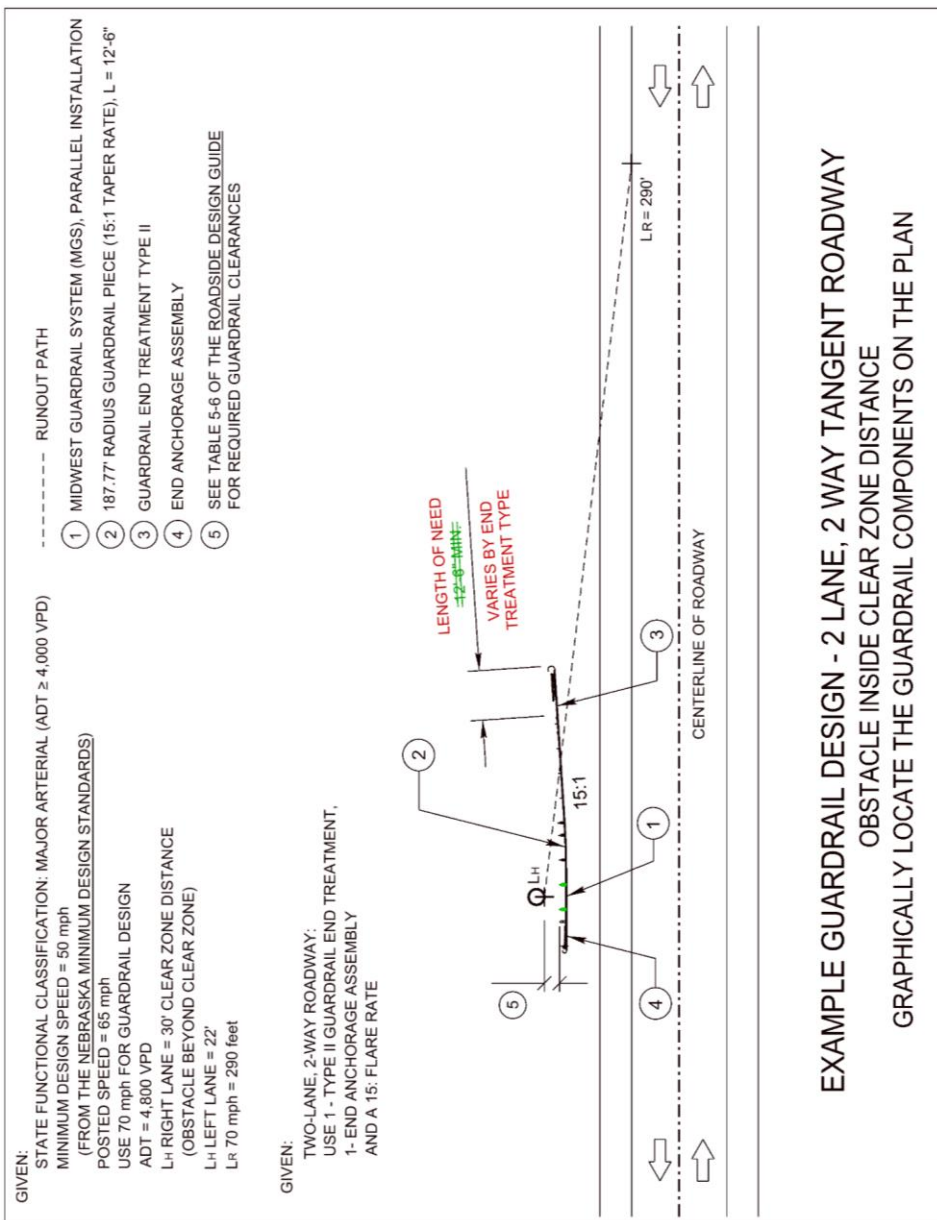 GIVEN:
STATE FUNCTIONAL CLASSIFICATION: MAJOR ARTERIAL (ADT ≥ 4,000 VPD)
MINIMUM DESIGN SPEED = 50 mph
(FROM THE NEBRASKA MINIMUM DESIGN STANDARDS)
POSTED SPEED = 65 mph
USE 70 mph FOR GUARDRAIL DESIGN
ADT = 4,800 VPD
LH RIGHT LANE = 30' CLEAR ZONE DISTANCE
(OBSTACLE BEYOND CLEAR ZONE)
LH LEFT LANE = 22'
LR 70 mph = 290 feet
RUNOUT PATH
1 MIDWEST GUARDRAIL SYSTEM (MGS), PARALLEL INSTALLATION
2 187.77' RADIUS GUARDRAIL PIECE (15:1 TAPER RATE), L = 12'-6"
3 GUARDRAIL END TREATMENT TYPE II
4 END ANCHORAGE ASSEMBLY
5 SEE TABLE 5-6 OF THE ROADSIDE DESIGN GUIDE
FOR REQUIRED GUARDRAIL CLEARANCES
GIVEN:
TWO-LANE, 2-WAY ROADWAY:
USE 1 - TYPE II GUARDRAIL END TREATMENT,
1- END ANCHORAGE ASSEMBLY
AND A 15: FLARE RATE
LENGTH OF NEED
12'-6" MIN.
VARIES BY END
TREATMENT TYPE
2
5
LH
15:1
4
1
3
LR = 290'
CENTERLINE OF ROADWAY
EXAMPLE GUARDRAIL DESIGN - 2 LANE, 2 WAY TANGENT ROADWAY
OBSTACLE INSIDE CLEAR ZONE DISTANCE
GRAPHICALLY LOCATE THE GUARDRAIL COMPONENTS ON THE PLAN